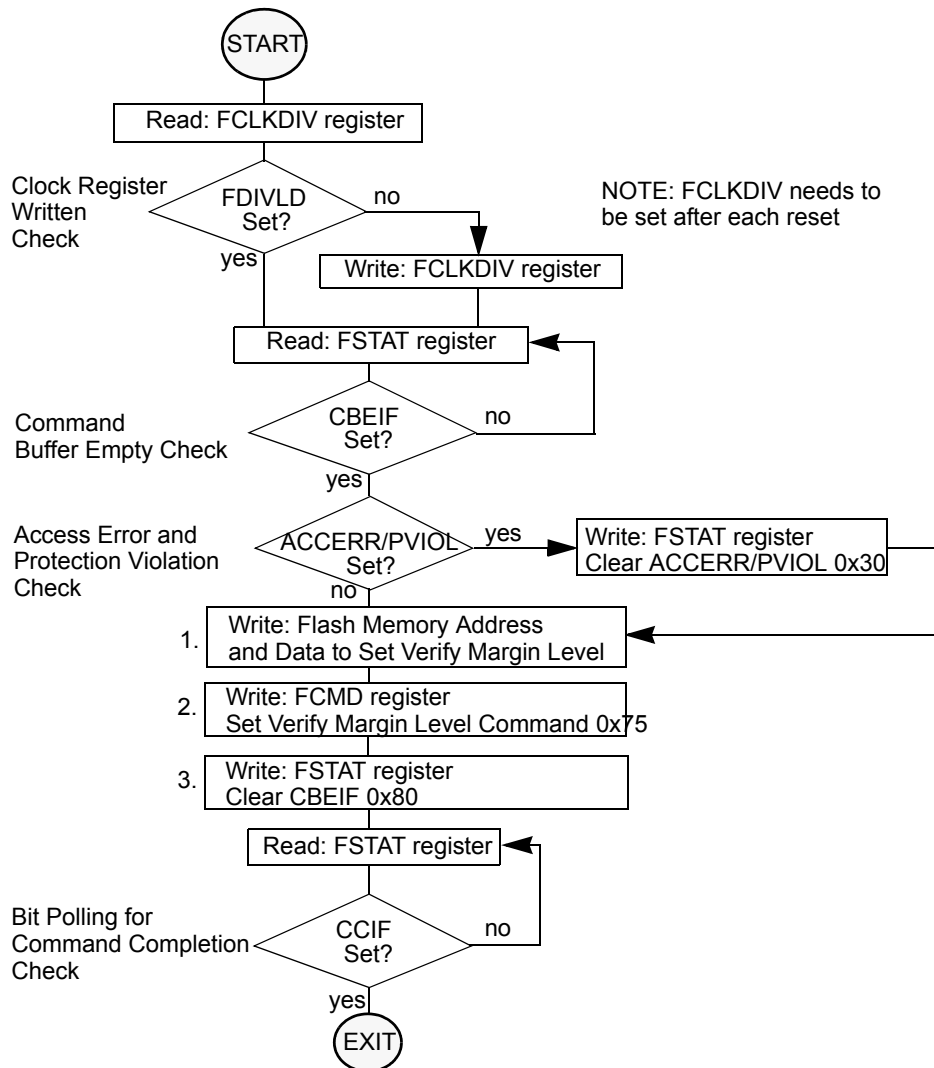 START
Read: FCLKDIV register
Clock Register
Written
Check
FDIVLD
Set?
no
yes
NOTE: FCLKDIV needs to
be set after each reset
Write: FCLKDIV register
Read: FSTAT register
Command
Buffer Empty Check
CBEIF
Set?
no
yes
Access Error and
Protection Violation
Check
ACCERR/PVIOL
Set?
yes
no
Write: FSTAT register
Clear ACCERR/PVIOL 0x30
1.
Write: Flash Memory Address
and Data to Set Verify Margin Level
2.
Write: FCMD register
Set Verify Margin Level Command 0x75
3.
Write: FSTAT register
Clear CBEIF 0x80
Read: FSTAT register
Bit Polling for
Command Completion
Check
CCIF
Set?
no
yes
EXIT